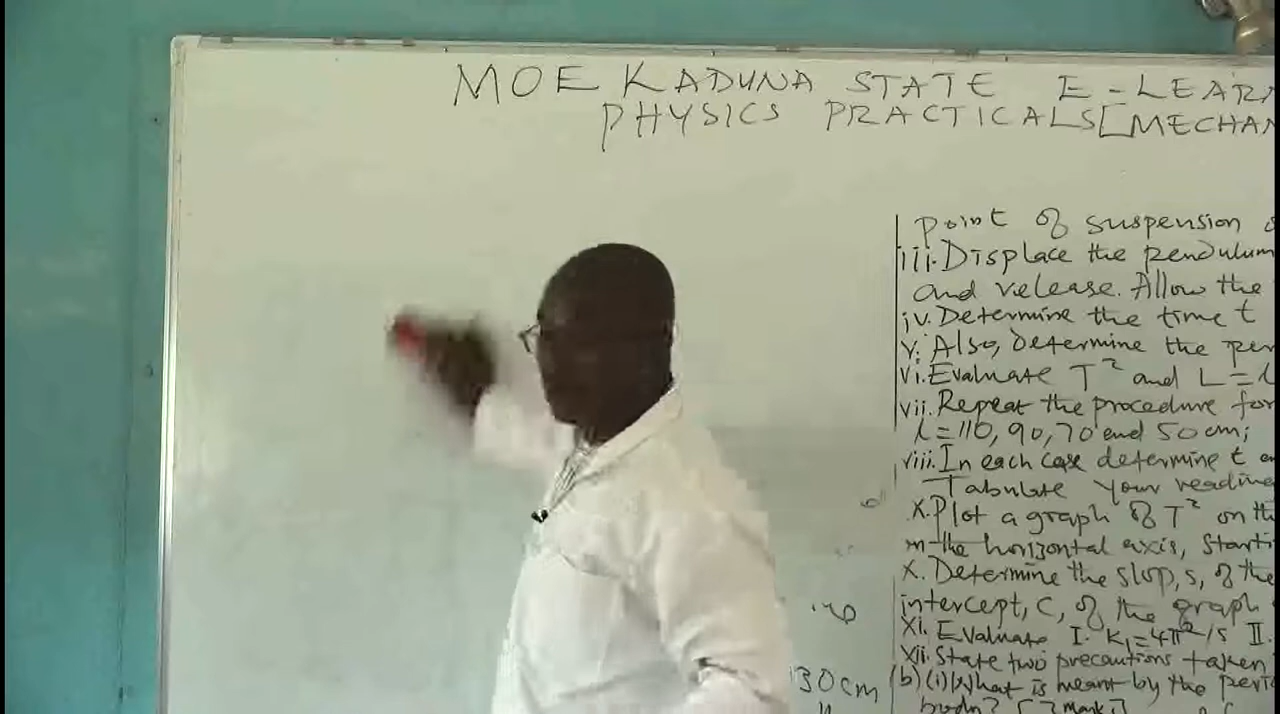 MOE KADUNA STATE E-LEARN
PHYSICS PRACTICALS [MECHAN
point of suspension
iii. Displace the pendulum
and release. Allow the
iv. Determine the time t
v. Also, Determine the per
vi. Evaluate T² and L = l
vii. Repeat the procedure for
l = 110, 90, 70 and 50 cm;
viii. In each case determine t
Tabulate your reading
x. Plot a graph of T² on th
on the horizontal axis, starti
x. Determine the slop, s, of the
intercept, c, of the graph
xi. Evaluate I. K₁ = 4π²/s II.
xii. State two precautions taken
130 cm
(b) (i) What is meant by the peri
body? [2 mark]